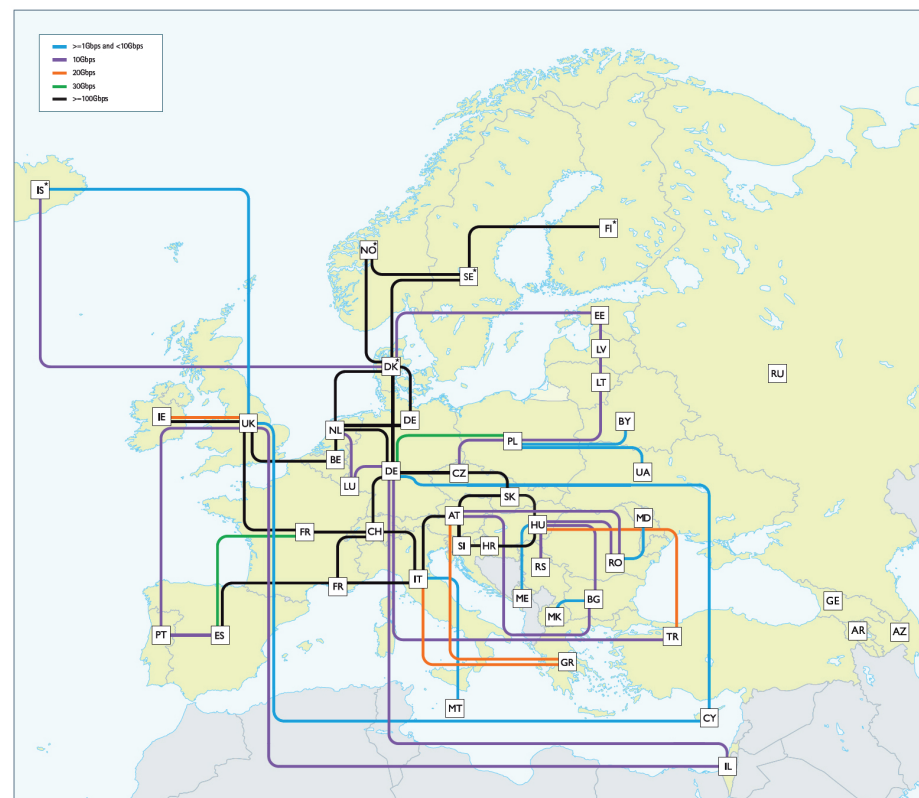 >=1Gbps and <10Gbps
10Gbps
20Gbps
30Gbps
>=100Gbps
IS*
NO*
FI*
SE*
EE
LV
DK*
RU
LT
IE
UK
DE
BY
NL
PL
BE
DE
CZ
UA
LU
SK
AT
HU
MD
FR
CH
SI
HR
RO
RS
IT
FR
ME
BG
GE
MK
PT
ES
TR
AR
AZ
GR
MT
CY
IL